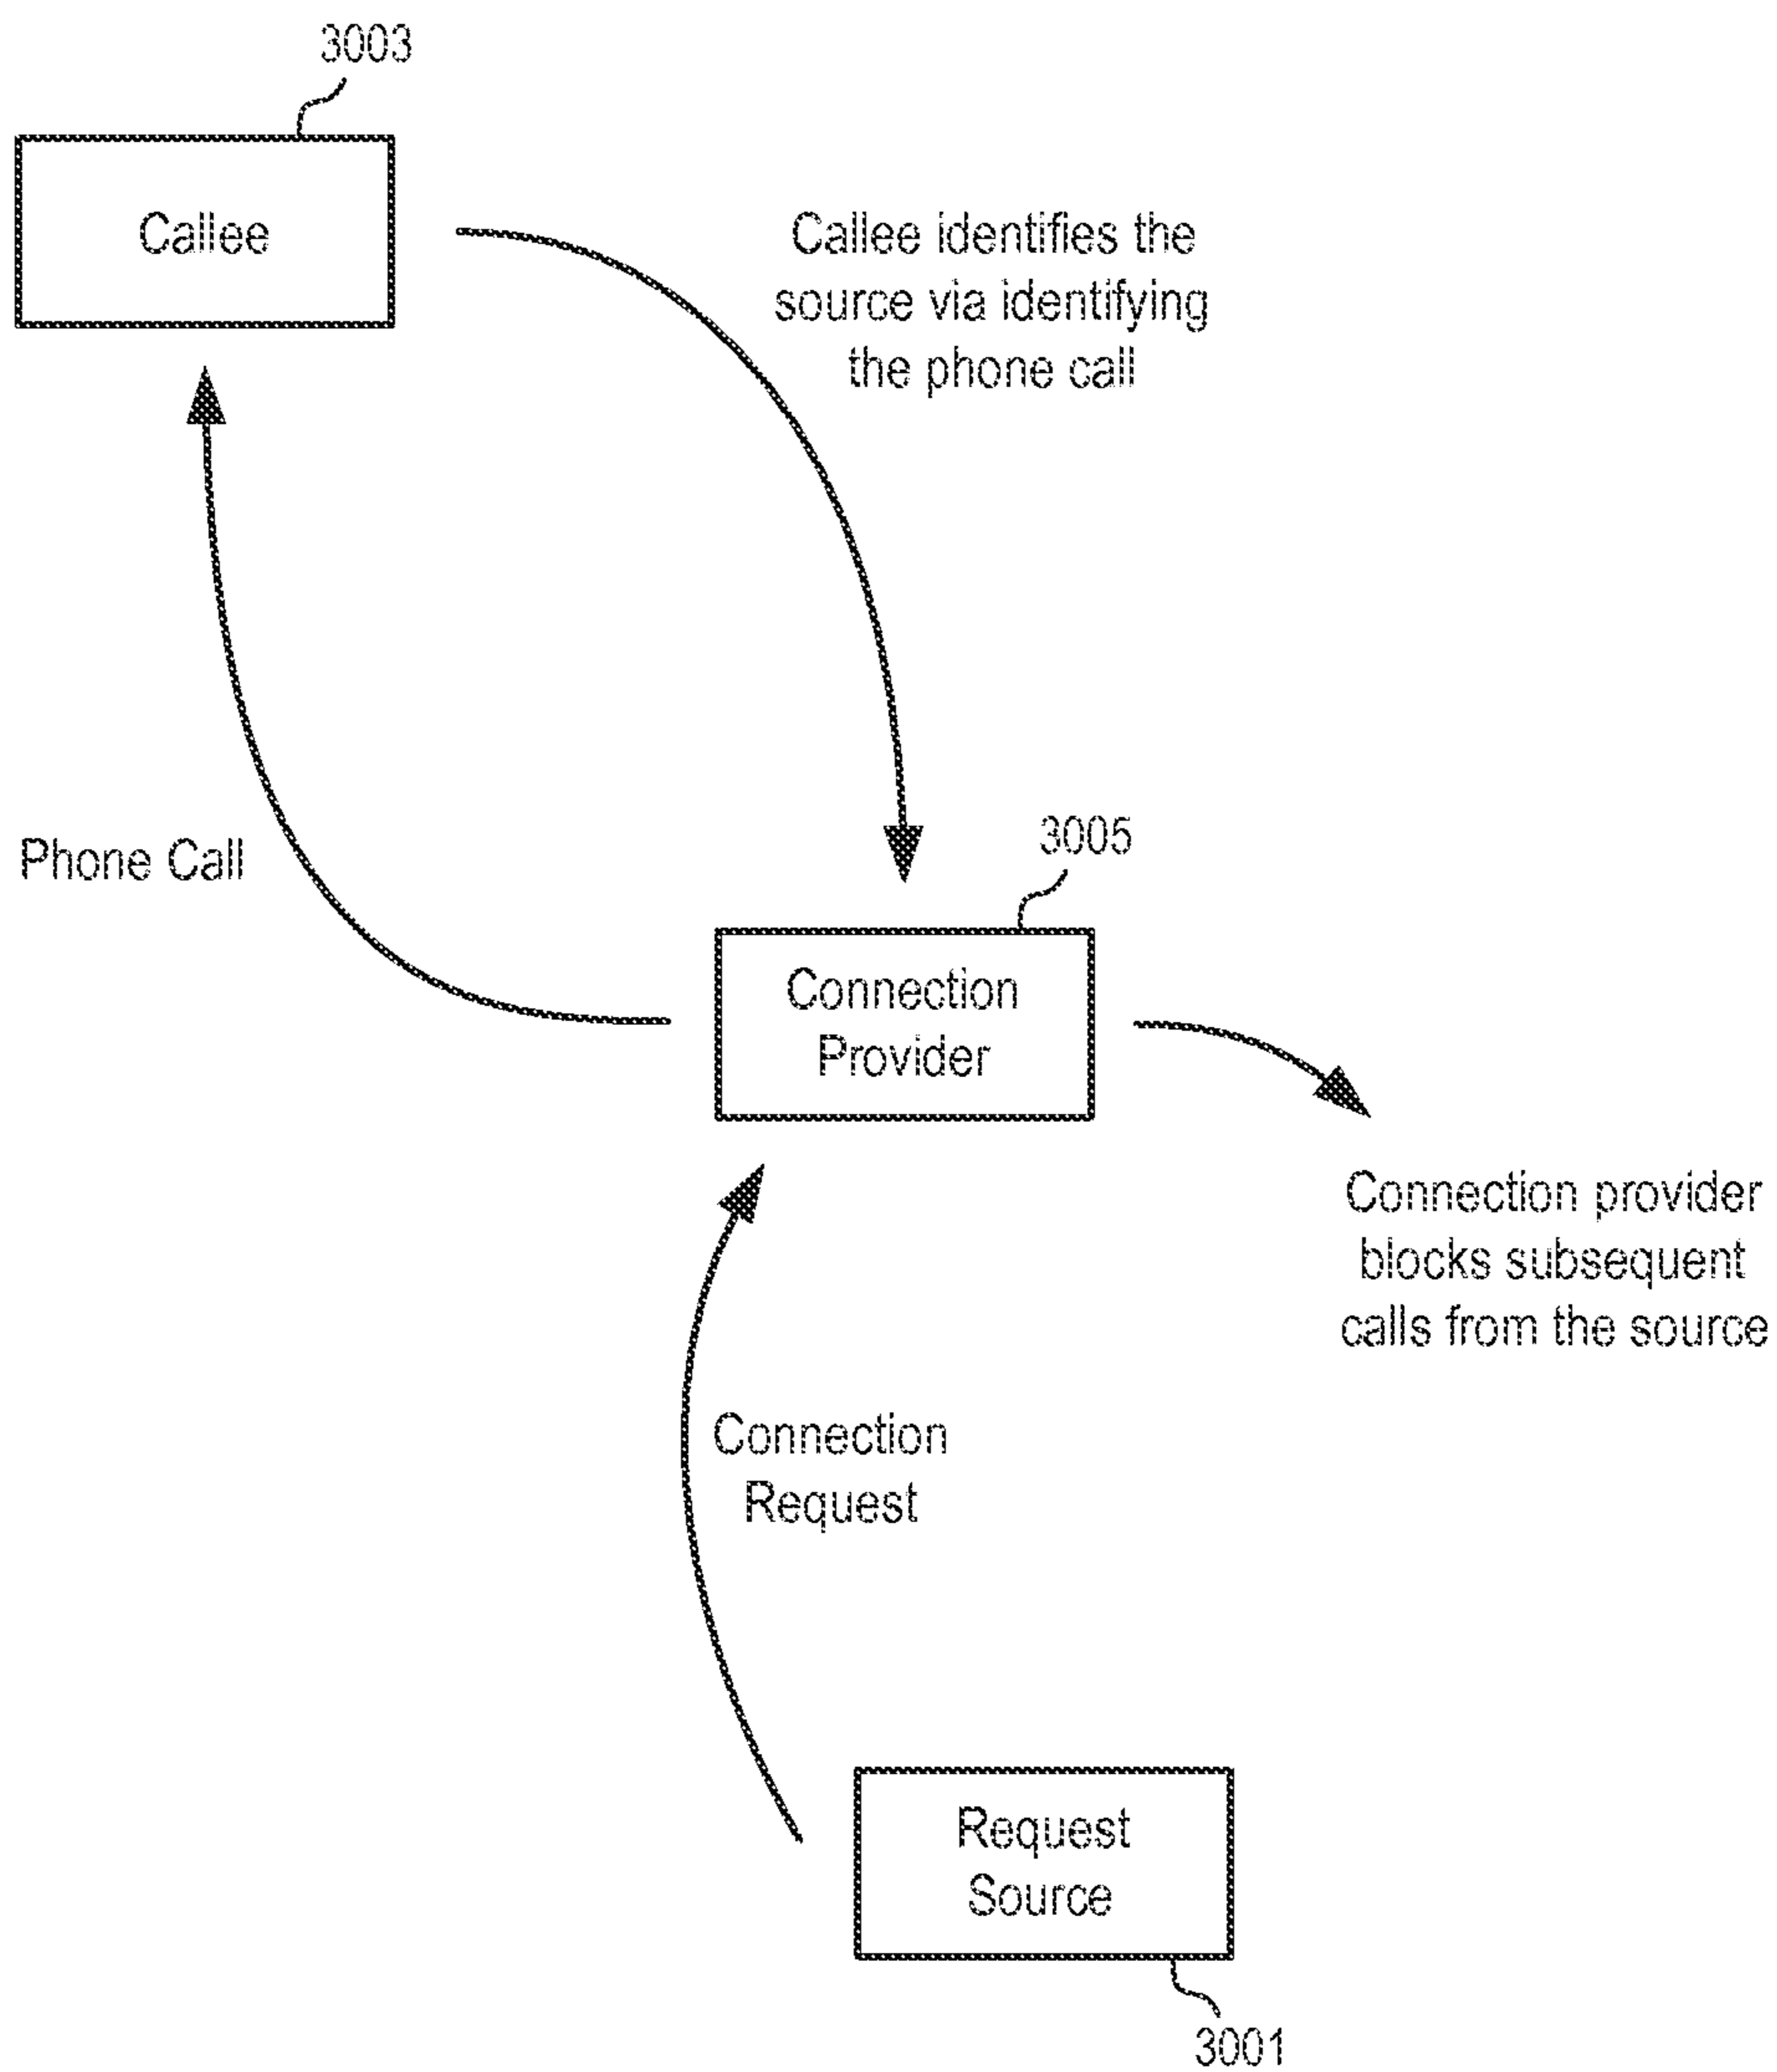 3003
Callee
Callee identifies the
source via identifying
the phone call
Phone Call
3005
Connection
Provider
Connection provider
blocks subsequent
calls from the source
Connection
Request
Request
Source
3001